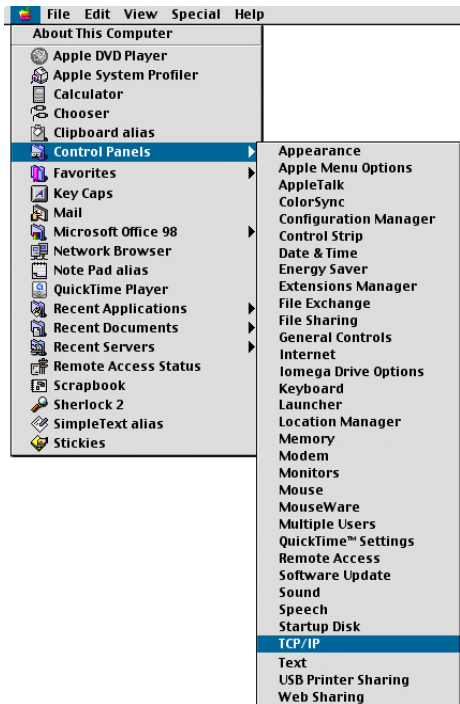 File Edit View Special Help
About This Computer
Apple DVD Player
Apple System Profiler
Calculator
Chooser
Clipboard alias
Control Panels
Favorites
Key Caps
Mail
Microsoft Office 98
Network Browser
Note Pad alias
QuickTime Player
Recent Applications
Recent Documents
Recent Servers
Remote Access Status
Scrapbook
Sherlock 2
SimpleText alias
Stickies
Appearance
Apple Menu Options
AppleTalk
ColorSync
Configuration Manager
Control Strip
Date & Time
Energy Saver
Extensions Manager
File Exchange
File Sharing
General Controls
Internet
Iomega Drive Options
Keyboard
Launcher
Location Manager
Memory
Modem
Monitors
Mouse
MouseWare
Multiple Users
QuickTime™ Settings
Remote Access
Software Update
Sound
Speech
Startup Disk
TCP/IP
Text
USB Printer Sharing
Web Sharing